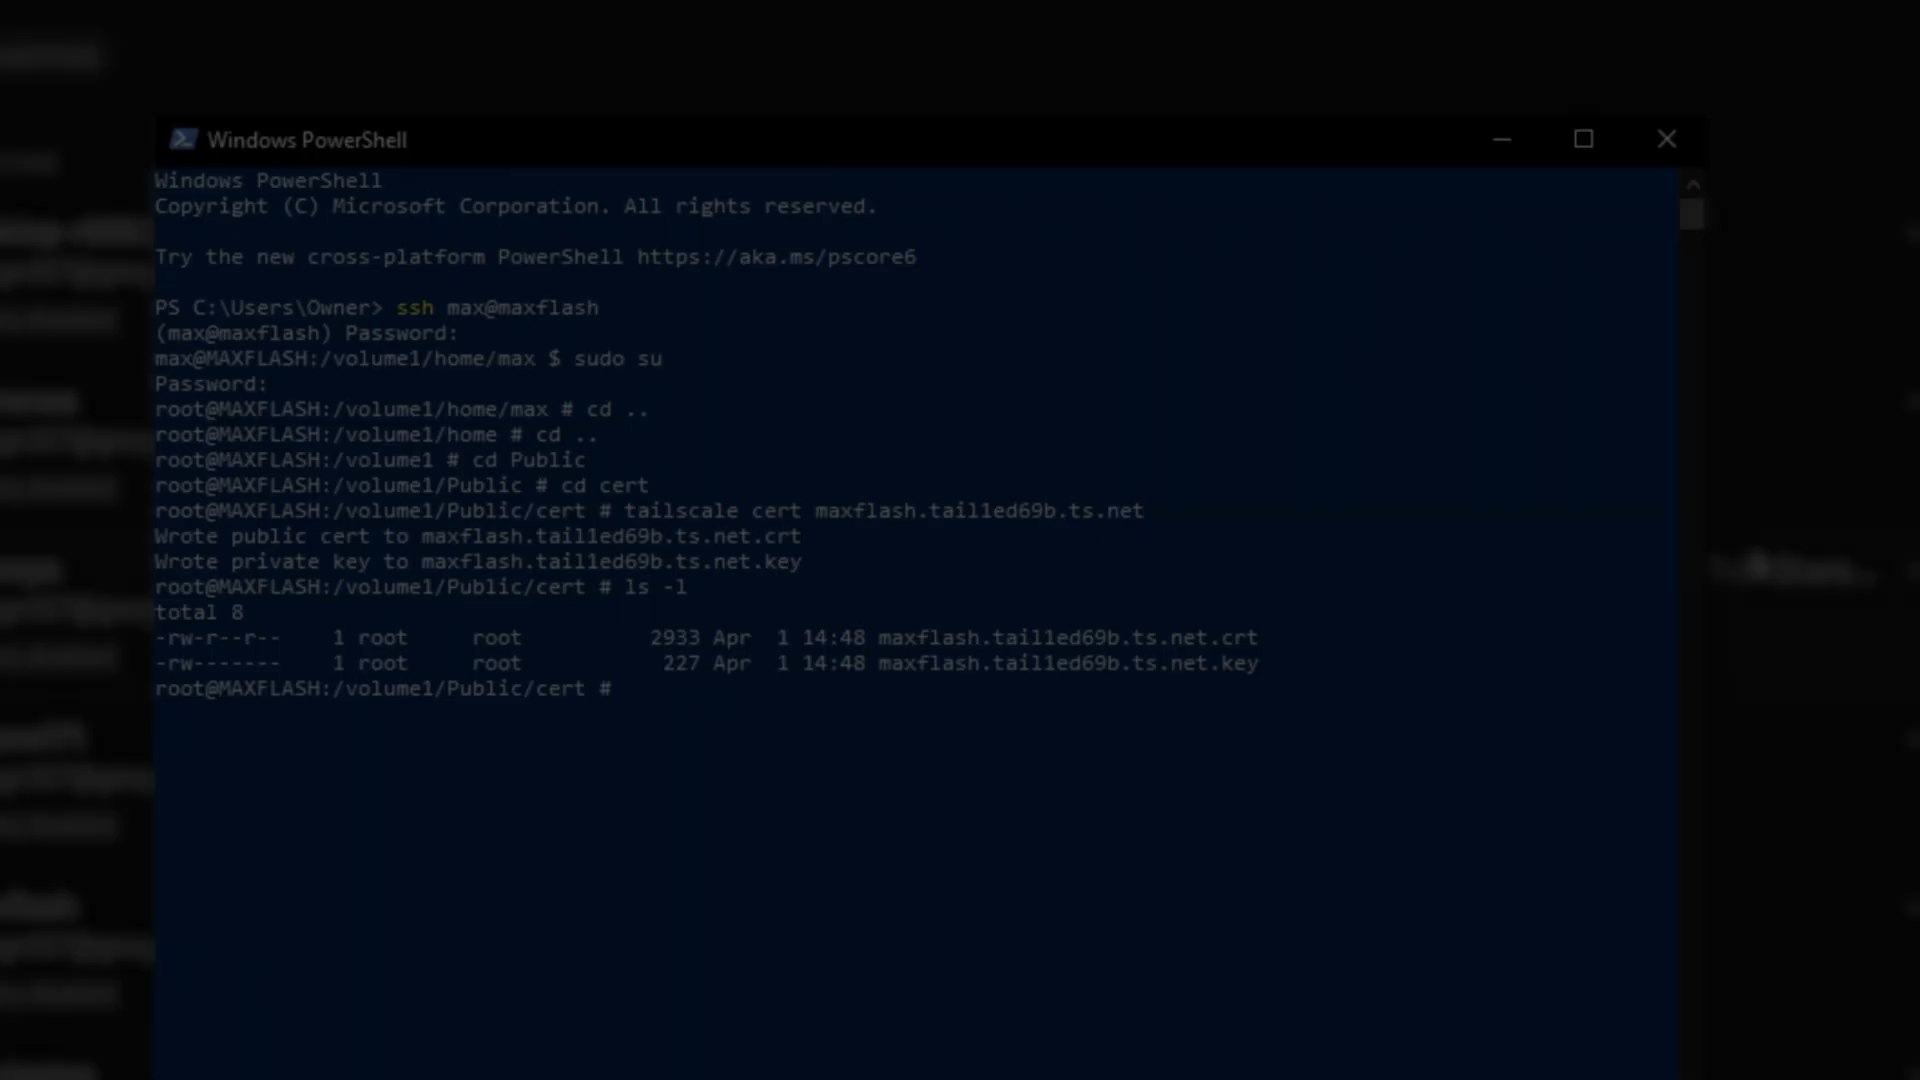 Windows PowerShell
Windows PowerShell
Copyright (C) Microsoft Corporation. All rights reserved.
Try the new cross-platform PowerShell https://aka.ms/pscore6
PS C:\Users\Owner> ssh max@maxflash
(max@maxflash) Password:
max@MAXFLASH:/volume1/home/max $ sudo su
Password:
root@MAXFLASH:/volume1/home/max # cd ..
root@MAXFLASH:/volume1/home # cd ..
root@MAXFLASH:/volume1 # cd Public
root@MAXFLASH:/volume1/Public # cd cert
root@MAXFLASH:/volume1/Public/cert # tailscale cert maxflash.tail1ed69b.ts.net
Wrote public cert to maxflash.tail1ed69b.ts.net.crt
Wrote private key to maxflash.tail1ed69b.ts.net.key
root@MAXFLASH:/volume1/Public/cert # ls -l
total 8
-rw-r--r-- 1 root root 2933 Apr 1 14:48 maxflash.tail1ed69b.ts.net.crt
-rw------- 1 root root 227 Apr 1 14:48 maxflash.tail1ed69b.ts.net.key
root@MAXFLASH:/volume1/Public/cert #